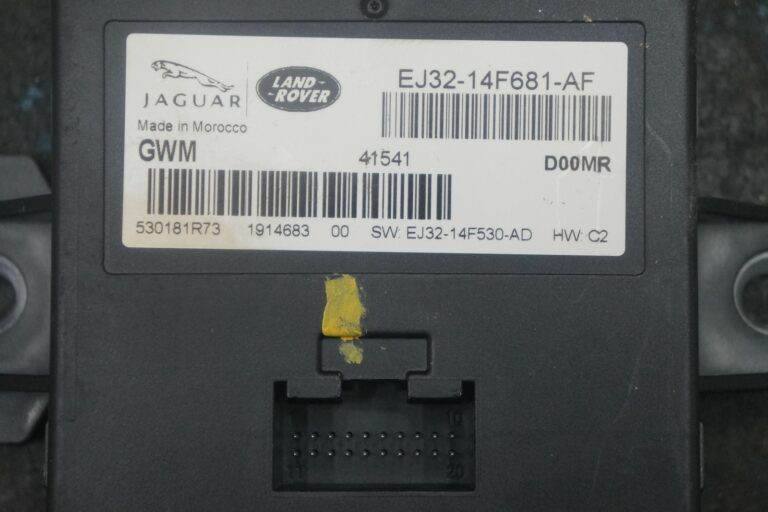 JAGUAR
LAND-
-ROVER
EJ32-14F681-AF
Made in Morocco
GWM 41541 D00MR
530181R73 1914683 00 SW: EJ32-14F530-AD HW: C2
10
20